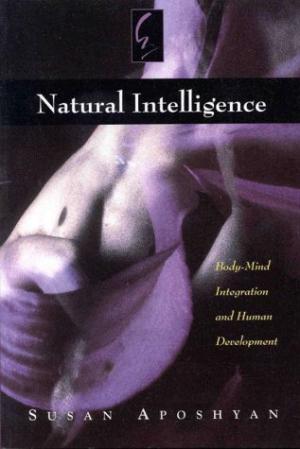 Natural Intelligence
Body-Mind
Integration
and Human
Development
SUSAN APOSHYAN